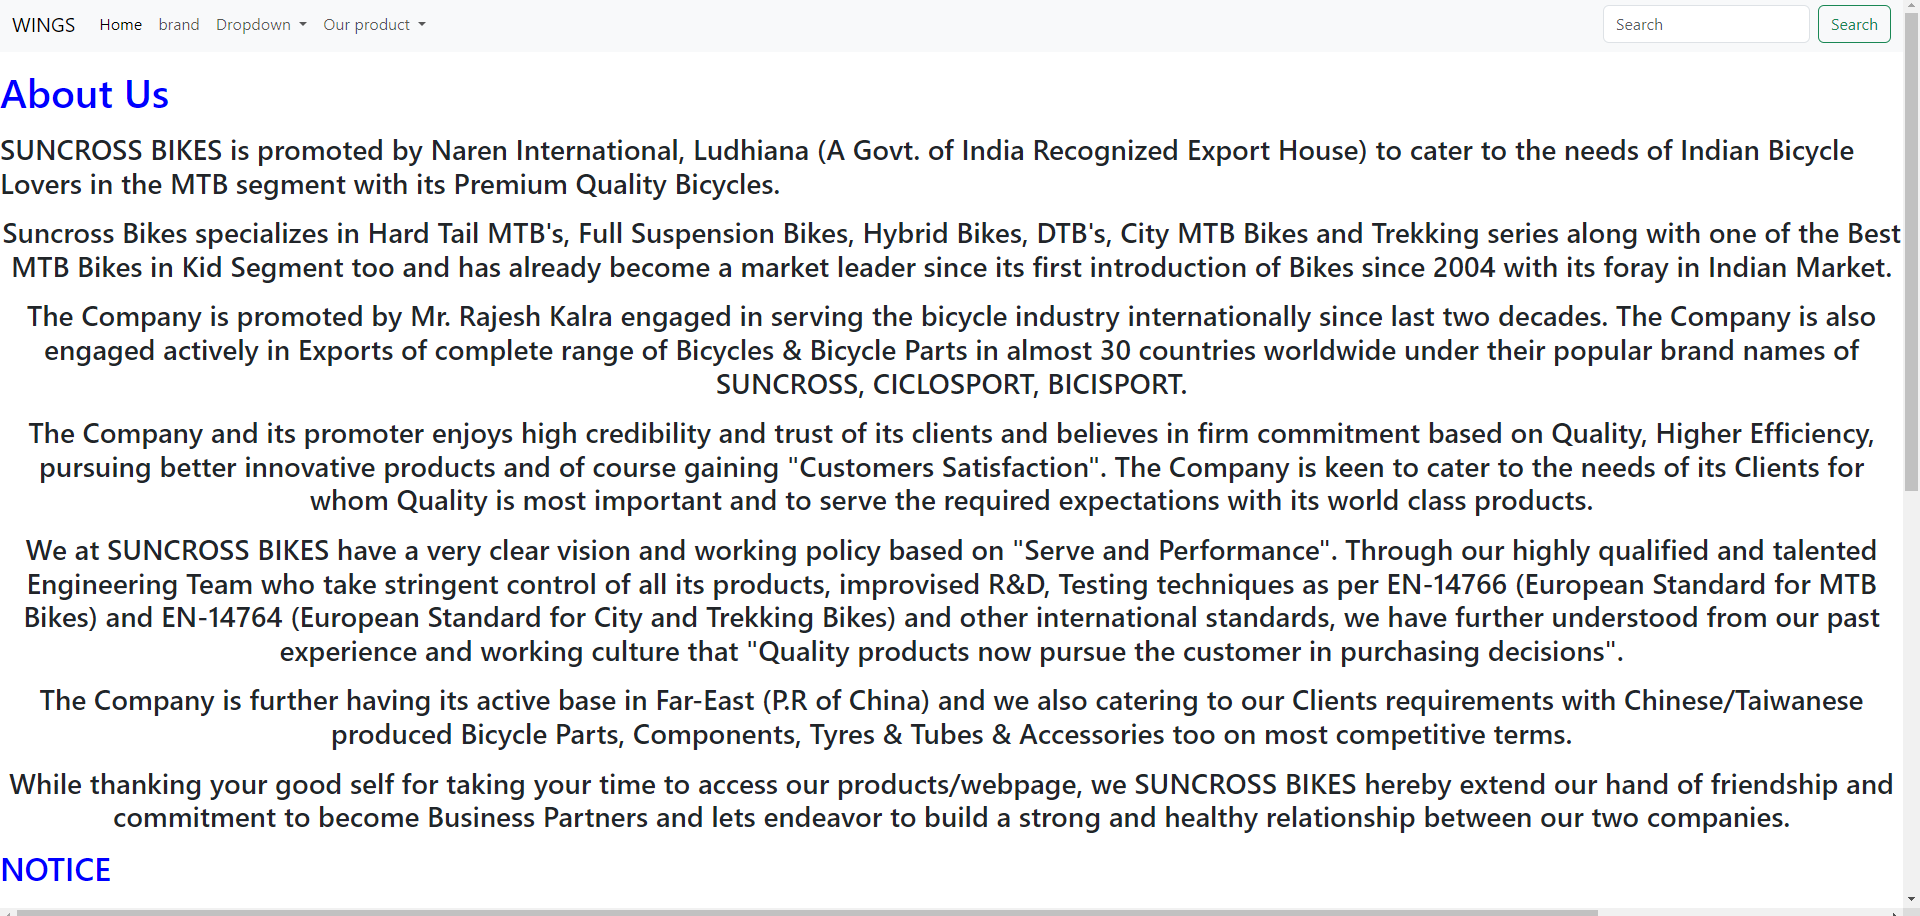 WINGS Home brand Dropdown Our product Search Search
About Us
SUNCROSS BIKES is promoted by Naren International, Ludhiana (A Govt. of India Recognized Export House) to cater to the needs of Indian Bicycle
Lovers in the MTB segment with its Premium Quality Bicycles.
Suncross Bikes specializes in Hard Tail MTB's, Full Suspension Bikes, Hybrid Bikes, DTB's, City MTB Bikes and Trekking series along with one of the Best
MTB Bikes in Kid Segment too and has already become a market leader since its first introduction of Bikes since 2004 with its foray in Indian Market.
The Company is promoted by Mr. Rajesh Kalra engaged in serving the bicycle industry internationally since last two decades. The Company is also
engaged actively in Exports of complete range of Bicycles & Bicycle Parts in almost 30 countries worldwide under their popular brand names of
SUNCROSS, CICLOSPORT, BICISPORT.
The Company and its promoter enjoys high credibility and trust of its clients and believes in firm commitment based on Quality, Higher Efficiency,
pursuing better innovative products and of course gaining "Customers Satisfaction". The Company is keen to cater to the needs of its Clients for
whom Quality is most important and to serve the required expectations with its world class products.
We at SUNCROSS BIKES have a very clear vision and working policy based on "Serve and Performance". Through our highly qualified and talented
Engineering Team who take stringent control of all its products, improvised R&D, Testing techniques as per EN-14766 (European Standard for MTB
Bikes) and EN-14764 (European Standard for City and Trekking Bikes) and other international standards, we have further understood from our past
experience and working culture that "Quality products now pursue the customer in purchasing decisions".
The Company is further having its active base in Far-East (P.R of China) and we also catering to our Clients requirements with Chinese/Taiwanese
produced Bicycle Parts, Components, Tyres & Tubes & Accessories too on most competitive terms.
While thanking your good self for taking your time to access our products/webpage, we SUNCROSS BIKES hereby extend our hand of friendship and
commitment to become Business Partners and lets endeavor to build a strong and healthy relationship between our two companies.
NOTICE